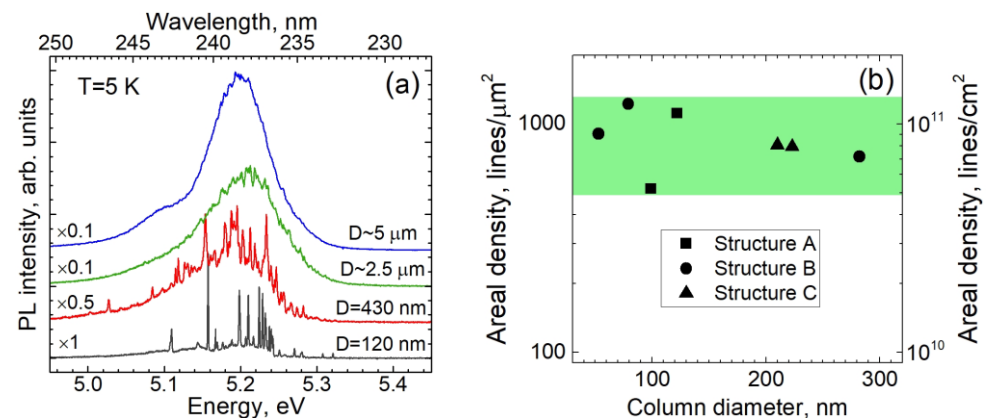 Wavelength, nm
250 245 240 235 230
T=5 K
(a)
PL intensity, arb. units
×0.1
D~5 μm
×0.1
D~2.5 μm
×0.5
D=430 nm
×1
D=120 nm
5.0 5.1 5.2 5.3 5.4
Energy, eV
(b)
Areal density, lines/μm²
1000
100
10¹¹
10¹⁰
Areal density, lines/cm²
Structure A
Structure B
Structure C
100 200 300
Column diameter, nm